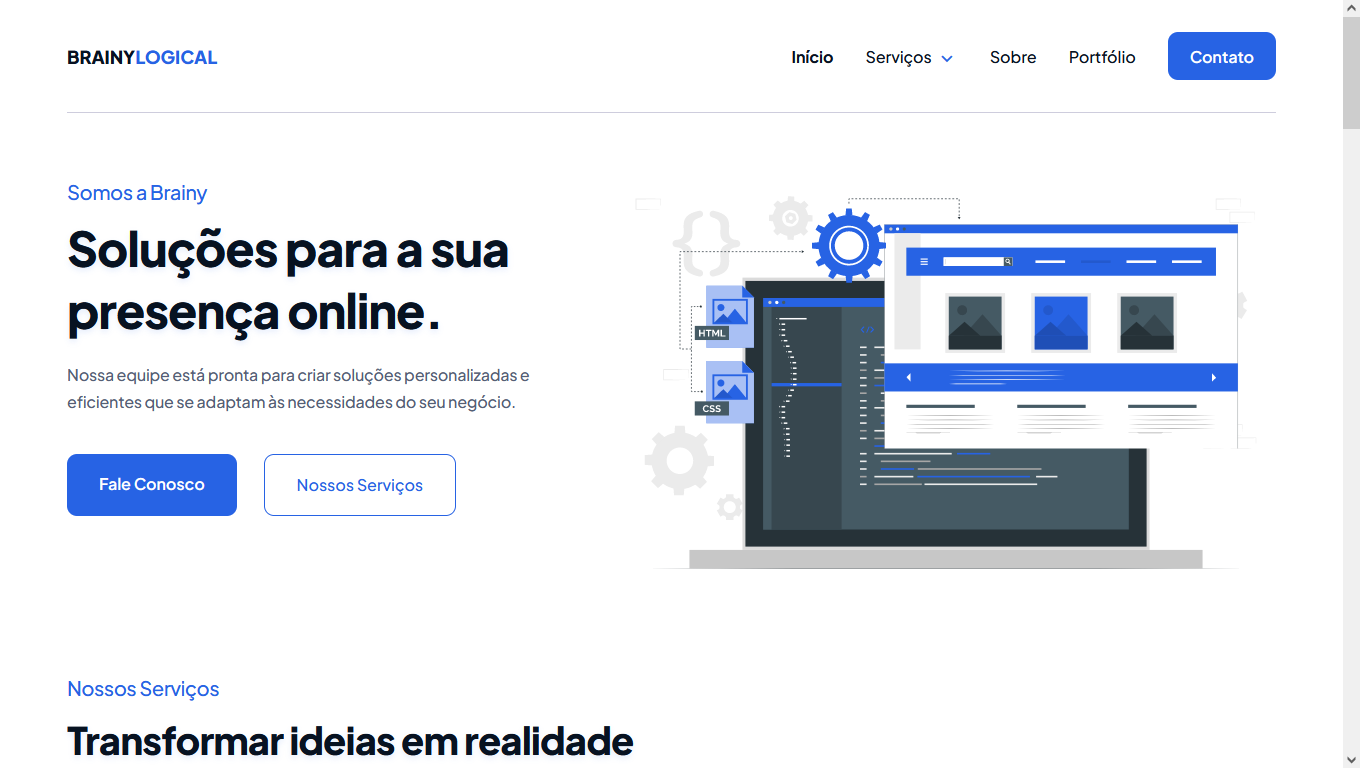 BRAINYLOGICAL
Início Serviços Sobre Portfólio Contato
Somos a Brainy
Soluções para a sua
presença online.
Nossa equipe está pronta para criar soluções personalizadas e
eficientes que se adaptam às necessidades do seu negócio.
Fale Conosco Nossos Serviços
HTML
CSS
</>
Nossos Serviços
Transformar ideias em realidade